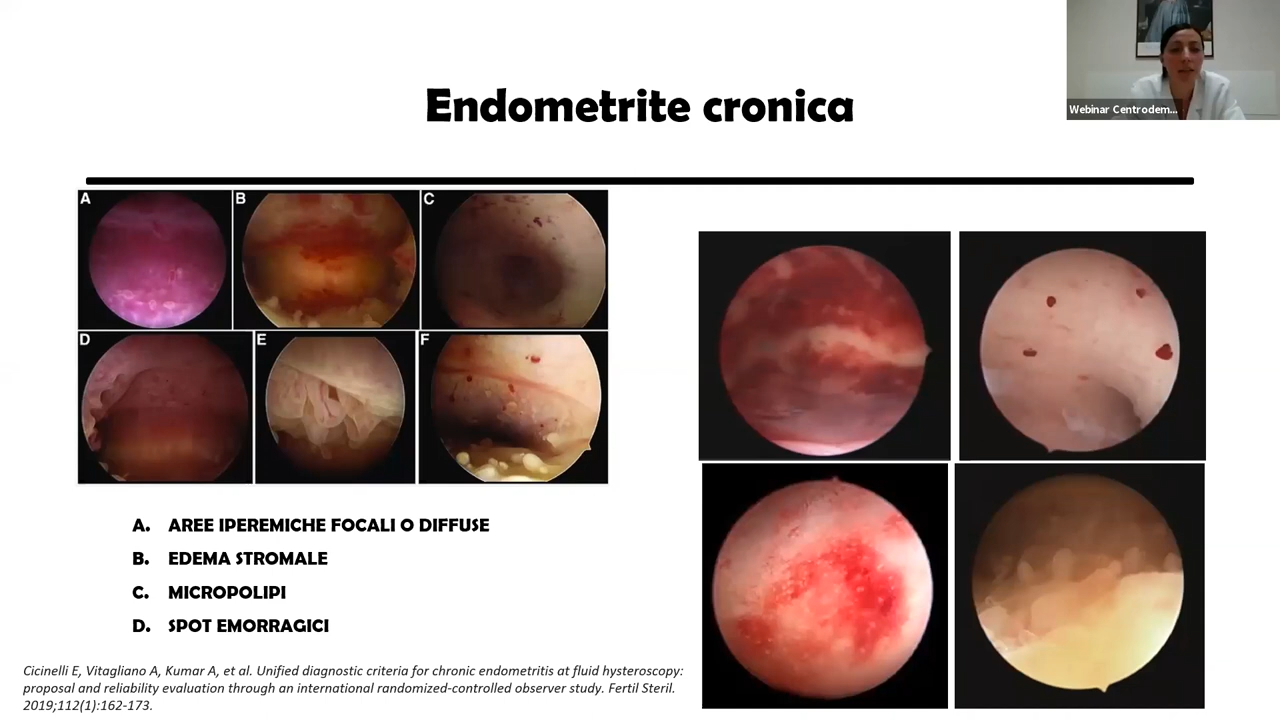 Webinar Centrodem...
Endometrite cronica
A
B
C
D
E
F
A. AREE IPEREMICHE FOCALI O DIFFUSE
B. EDEMA STROMALE
C. MICROPOLIPI
D. SPOT EMORRAGICI
Cicinelli E, Vitagliano A, Kumar A, et al. Unified diagnostic criteria for chronic endometritis at fluid hysteroscopy:
proposal and reliability evaluation through an international randomized-controlled observer study. Fertil Steril.
2019;112(1):162-173.